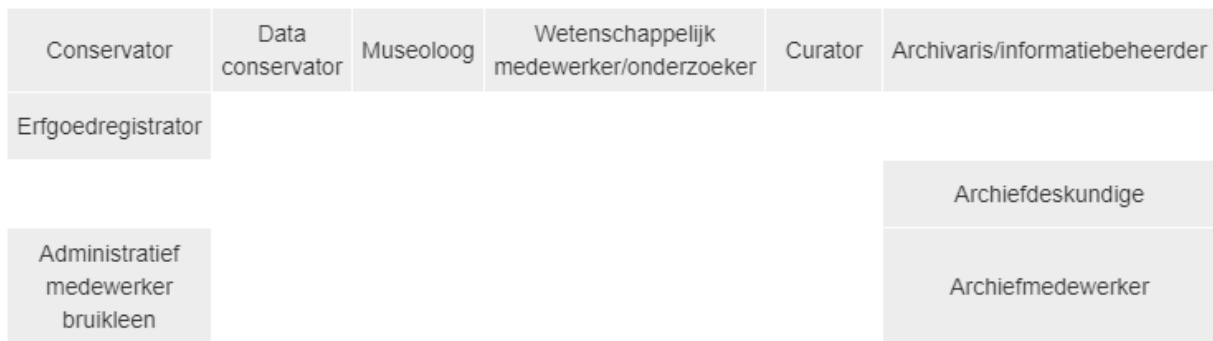 Conservator
Data
conservator
Museoloog
Wetenschappelijk
medewerker/onderzoeker
Curator
Archivaris/informatiebeheerder
Erfgoedregistrator
Archiefdeskundige
Administratief
medewerker
bruikleen
Archiefmedewerker